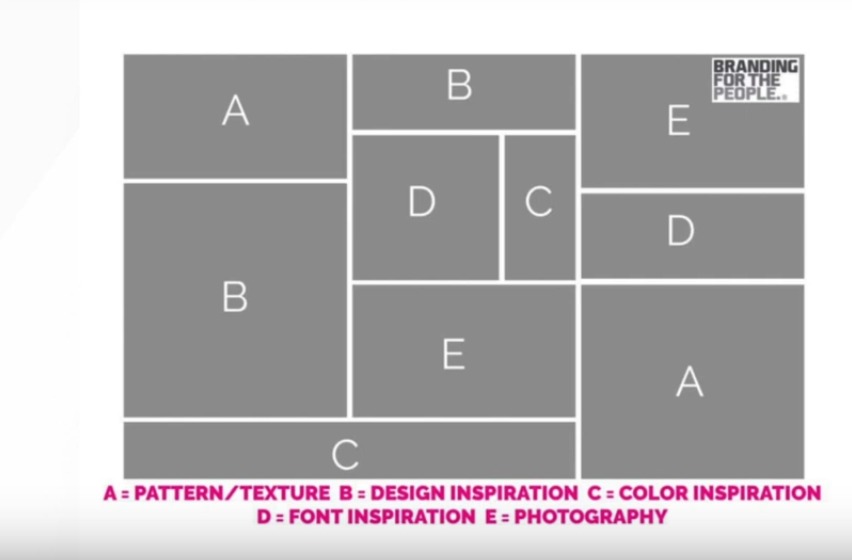 A
B
E
BRANDING
FOR THE
PEOPLE.®
D
C
D
B
E
A
C
A = PATTERN/TEXTURE B = DESIGN INSPIRATION C = COLOR INSPIRATION
D = FONT INSPIRATION E = PHOTOGRAPHY